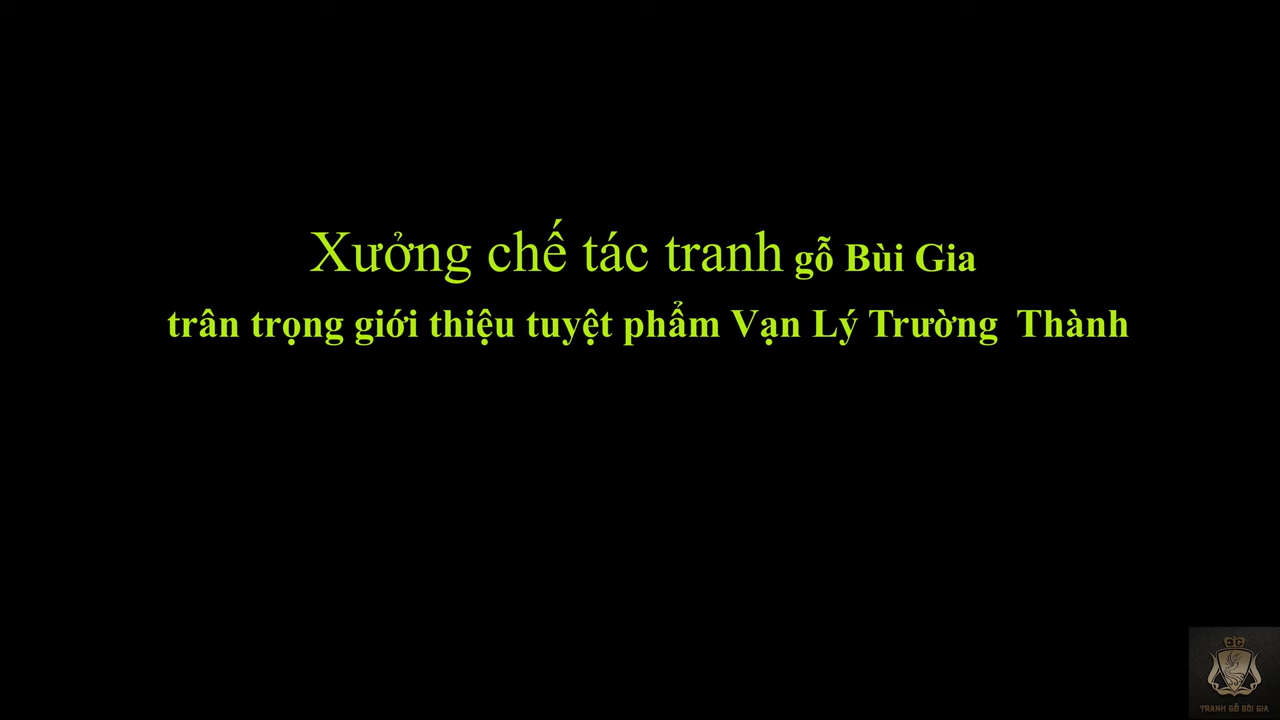 Xưởng chế tác tranh gỗ Bùi Gia
trân trọng giới thiệu tuyệt phẩm Vạn Lý Trường Thành
TRANH GỖ BÙI GIA